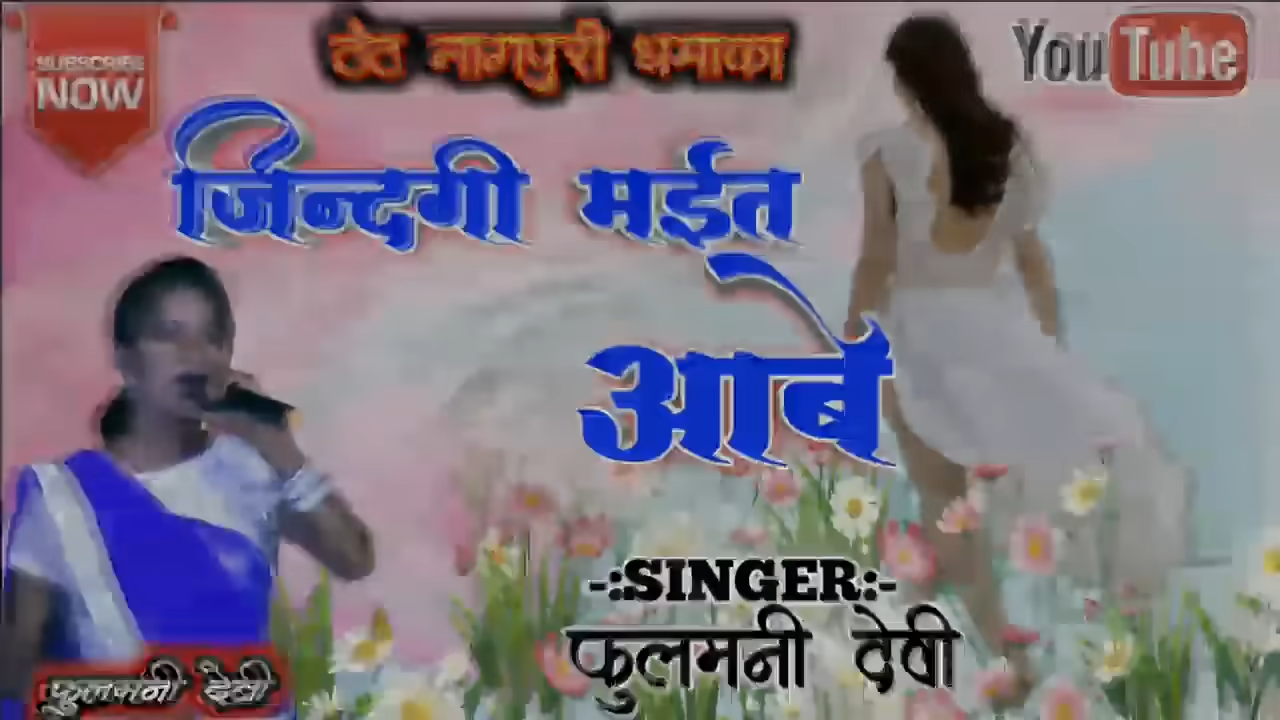 SUBSCRIBE
NOW
ठेठ नागपुरी धमाका
YouTube
जिन्दगी मईत
आबे
-:SINGER:-
फुलमनी देवी
फुलमनी देवी